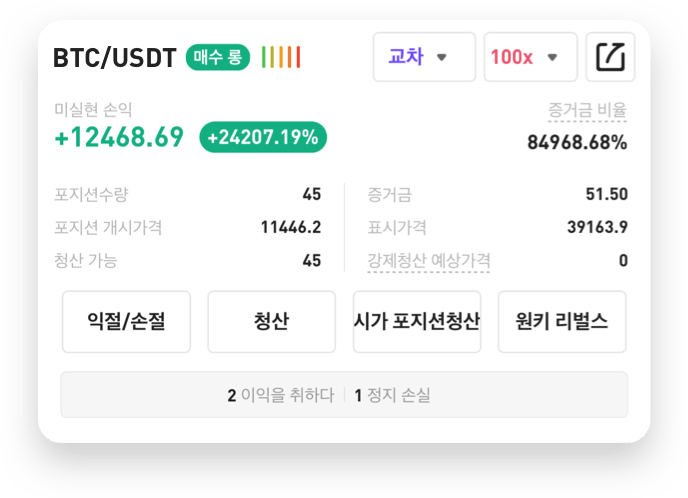 BTC/USDT 매수 롱 교차 100x
미실현 손익 증거금 비율
+12468.69 +24207.19% 84968.68%
포지션수량 45 증거금 51.50
포지션 개시가격 11446.2 표시가격 39163.9
청산 가능 45 강제청산 예상가격 0
익절/손절 청산 시가 포지션청산 원키 리벌스
2 이익을 취하다 1 정지 손실